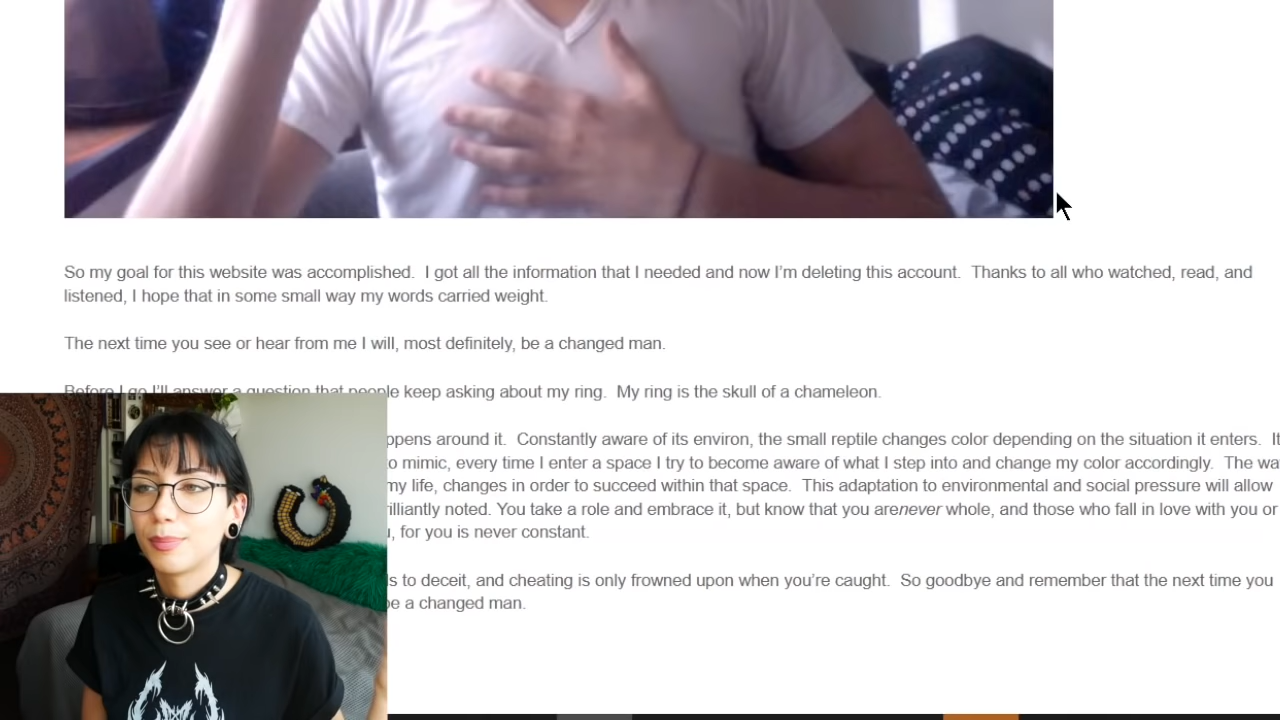 So my goal for this website was accomplished.  I got all the information that I needed and now I'm deleting this account.  Thanks to all who watched, read, and
listened, I hope that in some small way my words carried weight.
The next time you see or hear from me I will, most definitely, be a changed man.
Before I go I'll answer a question that people keep asking about my ring.  My ring is the skull of a chameleon.
around it.  Constantly aware of its environ, the small reptile changes color depending on the situation it enters.
mimic, every time I enter a space I try to become aware of what I step into and change my color accordingly.  The
my life, changes in order to succeed within that space.  This adaptation to environmental and social pressure will allow
noted. You take a role and embrace it, but know that you arenever whole, and those who fall in love with you or
for you is never constant.
to deceit, and cheating is only frowned upon when you're caught.  So goodbye and remember that the next time you
be a changed man.